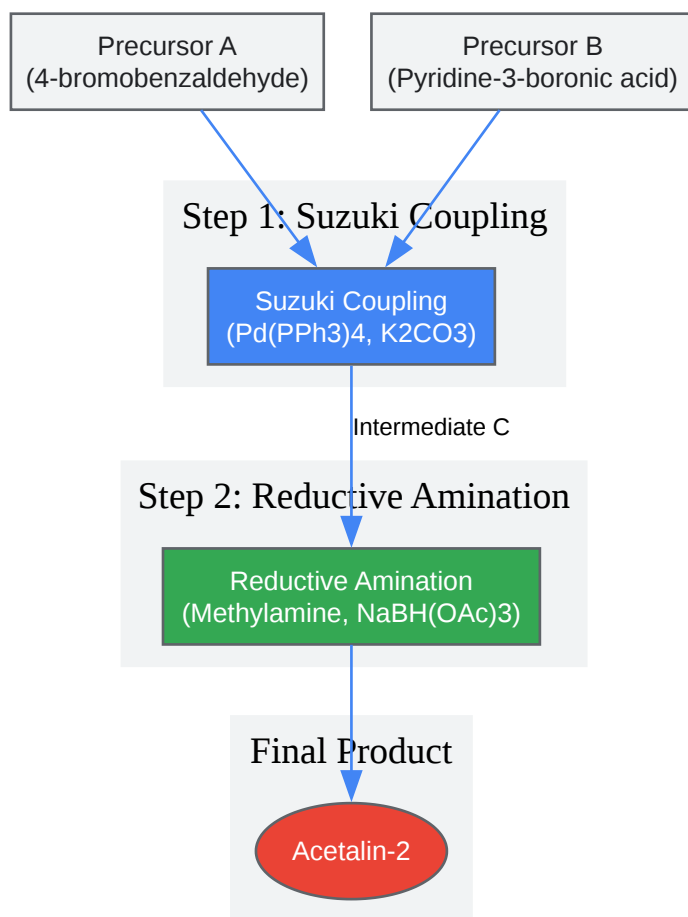 Precursor A
(4-bromobenzaldehyde)
Precursor B
(Pyridine-3-boronic acid)
Step 1: Suzuki Coupling
Suzuki Coupling
(Pd(PPh3)4, K2CO3)
Intermediate C
Step 2: Reductive Amination
Reductive Amination
(Methylamine, NaBH(OAc)3)
Final Product
Acetalin-2